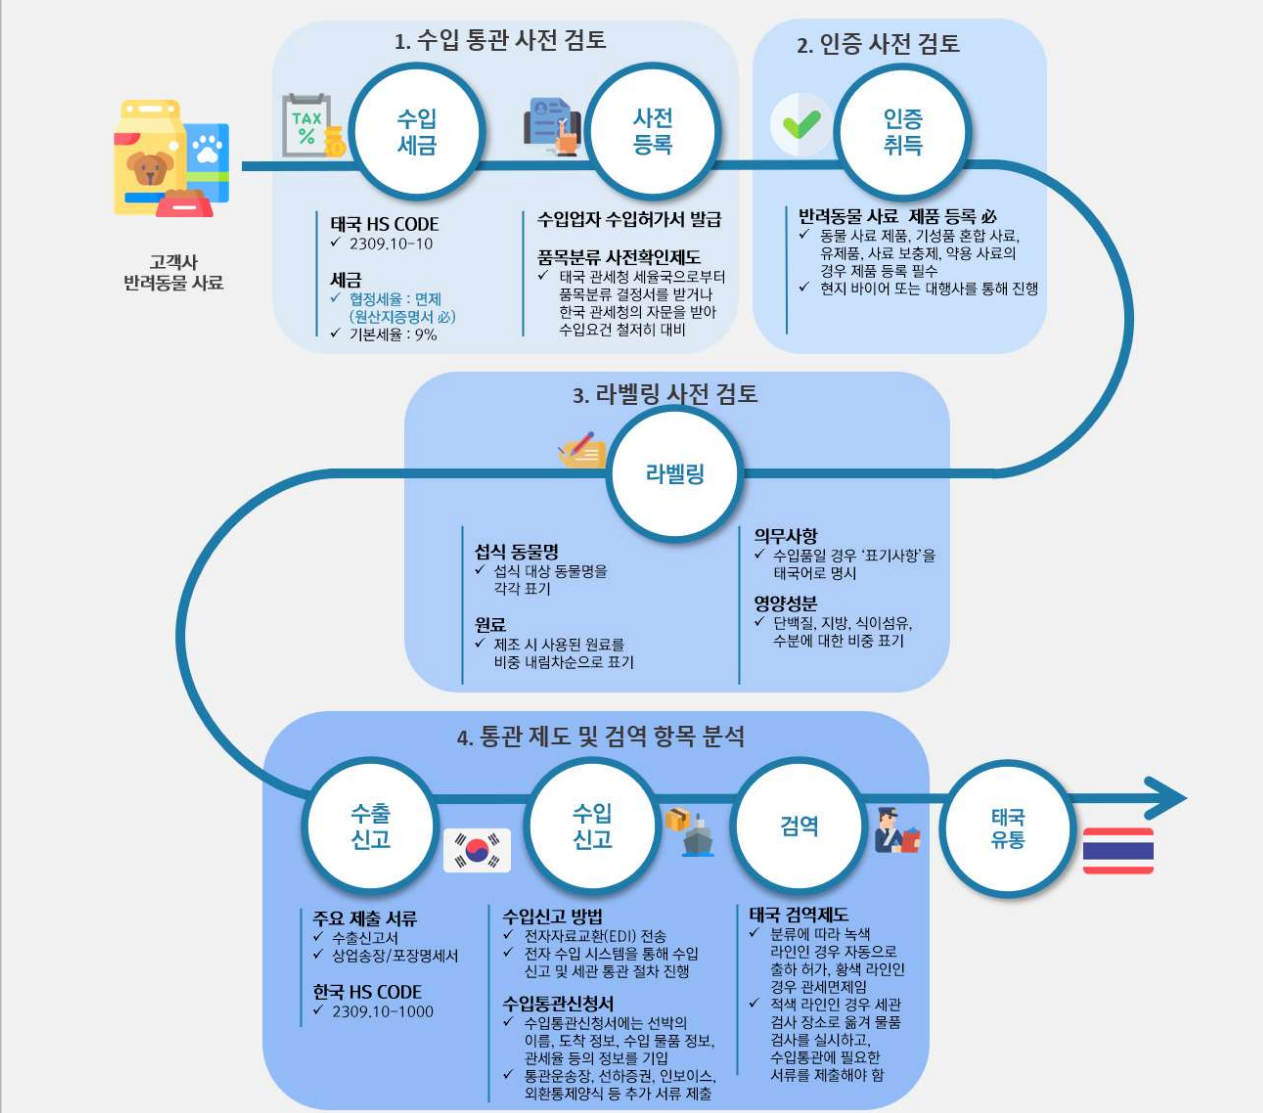 고객사
반려동물 사료
1. 수입 통관 사전 검토
TAX
%
수입
세금
태국 HS CODE
✓ 2309.10-10
세금
✓ 협정세율 : 면제
(원산지증명서 必)
✓ 기본세율 : 9%
사전
등록
수입업자 수입허가서 발급
품목분류 사전확인제도
✓ 태국 관세청 세율국으로부터
품목분류 결정서를 받거나
한국 관세청의 자문을 받아
수입요건 철저히 대비
2. 인증 사전 검토
인증
취득
반려동물 사료 제품 등록 必
✓ 동물 사료 제품, 기성품 혼합 사료,
유제품, 사료 보충제, 약용 사료의
경우 제품 등록 필수
✓ 현지 바이어 또는 대행사를 통해 진행
3. 라벨링 사전 검토
라벨링
섭식 동물명
✓ 섭식 대상 동물명을
각각 표기
원료
✓ 제조 시 사용된 원료를
비중 내림차순으로 표기
의무사항
✓ 수입품일 경우 ‘표기사항’을
태국어로 명시
영양성분
✓ 단백질, 지방, 식이섬유,
수분에 대한 비중 표기
4. 통관 제도 및 검역 항목 분석
수출
신고
주요 제출 서류
✓ 수출신고서
✓ 상업송장/포장명세서
한국 HS CODE
✓ 2309.10-1000
수입
신고
수입신고 방법
✓ 전자자료교환(EDI) 전송
✓ 전자 수입 시스템을 통해 수입
신고 및 세관 통관 절차 진행
수입통관신청서
✓ 수입통관신청서에는 선박의
이름, 도착 정보, 수입 물품 정보,
관세율 등의 정보를 기입
✓ 통관운송장, 선하증권, 인보이스,
외환통제양식 등 추가 서류 제출
검역
태국 검역제도
✓ 분류에 따라 녹색
라인인 경우 자동으로
출하 허가, 황색 라인인
경우 관세면제임
✓ 적색 라인인 경우 세관
검사 장소로 옮겨 물품
검사를 실시하고,
수입통관에 필요한
서류를 제출해야 함
태국
유통